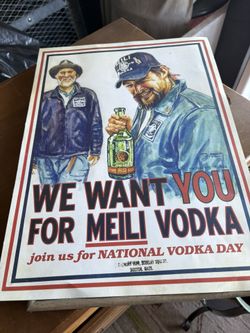 WE WANT YOU
FOR MEILI VODKA
join us for NATIONAL VODKA DAY